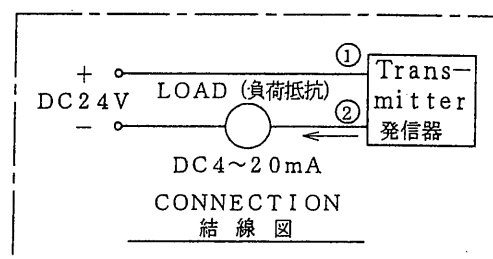 ①
+
DC24V
−
LOAD (負荷抵抗)
②
Trans-
mitter
発信器
DC4~20mA
CONNECTION
結線図